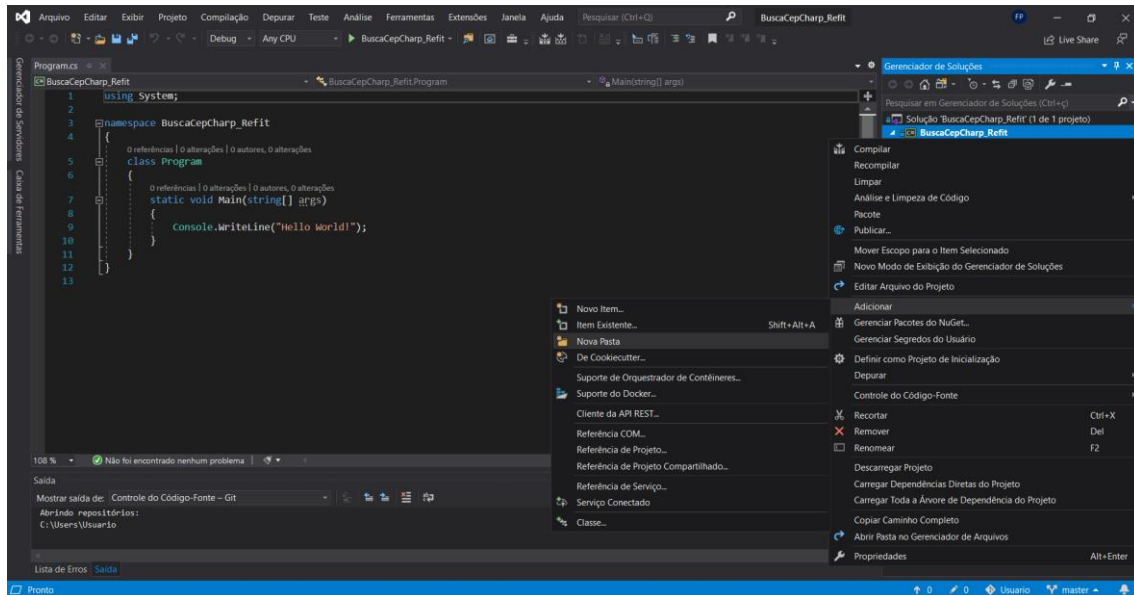 Arquivo Editar Exibir Projeto Compilação Depurar Teste Análise Ferramentas Extensões Janela Ajuda Pesquisar (Ctrl+Q) BuscaCepCharp_Refit FP
Debug Any CPU BuscaCepCharp_Refit Live Share
Gerenciador de Servidores
Caixa de Ferramentas
Program.cs
BuscaCepCharp_Refit BuscaCepCharp_Refit.Program Main(string[] args)
1 using System;
2
3 namespace BuscaCepCharp_Refit
4 {
0 referências | 0 alterações | 0 autores, 0 alterações
5 class Program
6 {
0 referências | 0 alterações | 0 autores, 0 alterações
7 static void Main(string[] args)
8 {
9 Console.WriteLine("Hello World!");
10 }
11 }
12 }
13
108 % Não foi encontrado nenhum problema
Saída
Mostrar saída de: Controle do Código-Fonte – Git
Abrindo repositórios:
C:\Users\Usuario
Lista de Erros Saída
Gerenciador de Soluções
Pesquisar em Gerenciador de Soluções (Ctrl+ç)
Solução 'BuscaCepCharp_Refit' (1 de 1 projeto)
BuscaCepCharp_Refit
Compilar
Recompilar
Limpar
Análise e Limpeza de Código
Pacote
Publicar...
Mover Escopo para o Item Selecionado
Novo Modo de Exibição do Gerenciador de Soluções
Editar Arquivo do Projeto
Adicionar
Gerenciar Pacotes do NuGet...
Gerenciar Segredos do Usuário
Definir como Projeto de Inicialização
Depurar
Controle do Código-Fonte
Recortar Ctrl+X
Remover Del
Renomear F2
Descarregar Projeto
Carregar Dependências Diretas do Projeto
Carregar Toda a Árvore de Dependência do Projeto
Copiar Caminho Completo
Abrir Pasta no Gerenciador de Arquivos
Propriedades Alt+Enter
Novo Item...
Item Existente... Shift+Alt+A
Nova Pasta
De Cookiecutter...
Suporte de Orquestrador de Contêineres...
Suporte do Docker...
Cliente da API REST...
Referência COM...
Referência de Projeto...
Referência de Projeto Compartilhado...
Referência de Serviço...
Serviço Conectado
Classe...
Pronto 0 0 Usuario master